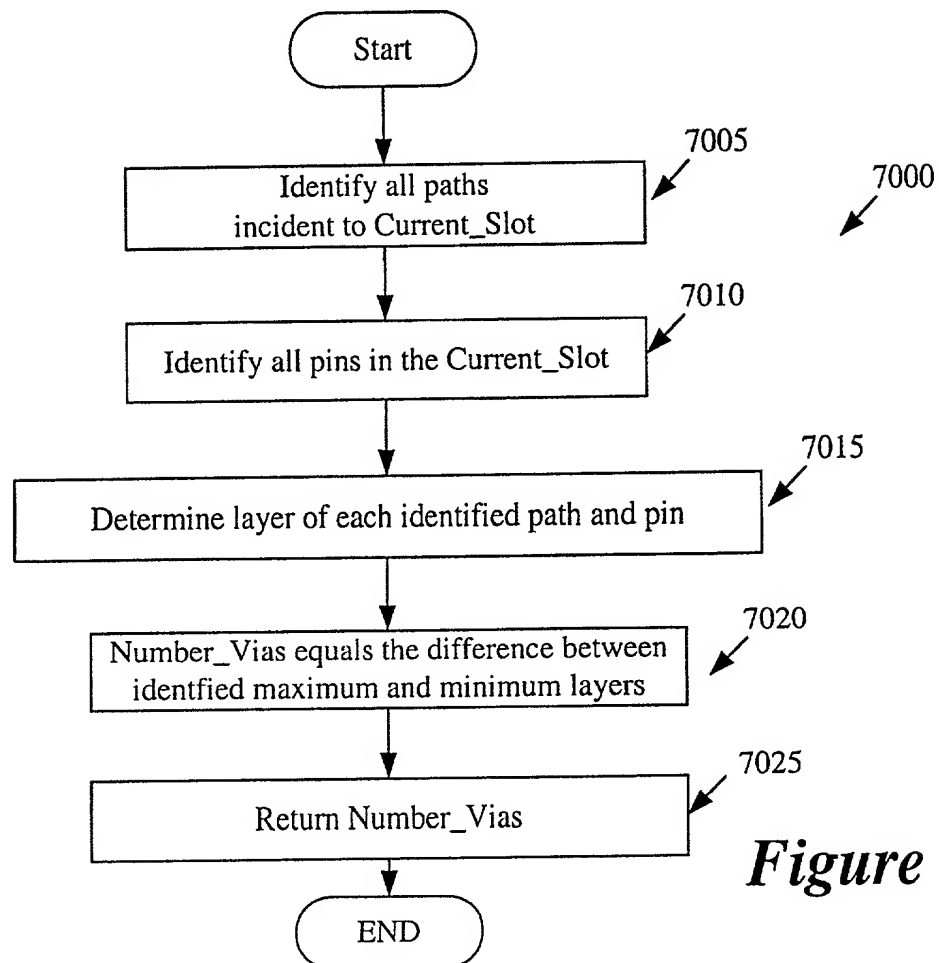 Start
7005
Identify all paths
incident to Current_Slot
7000
7010
Identify all pins in the Current_Slot
7015
Determine layer of each identified path and pin
7020
Number_Vias equals the difference between
identfied maximum and minimum layers
7025
Return Number_Vias
Figure
END